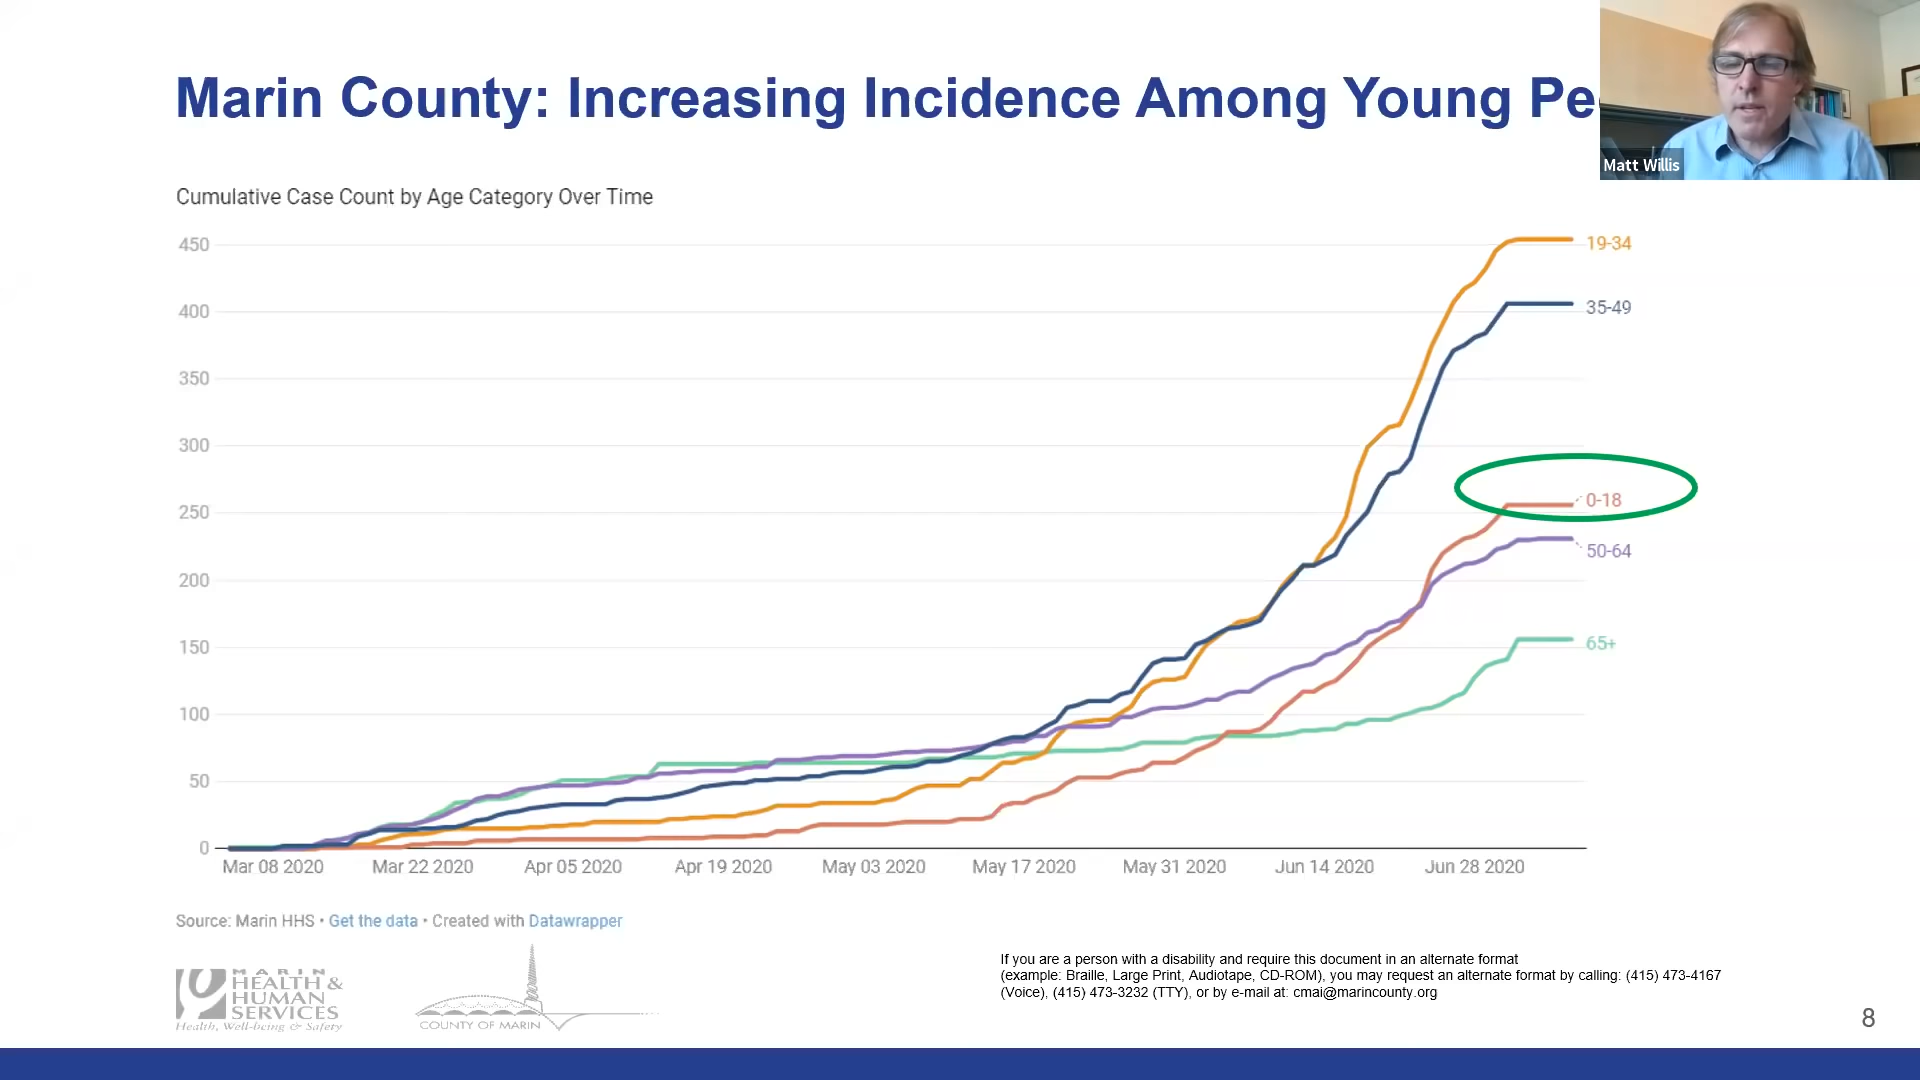 Marin County: Increasing Incidence Among Young Pe
Matt Willis
Cumulative Case Count by Age Category Over Time
450
400
350
300
250
200
150
100
50
0
19-34
35-49
0-18
50-64
65+
Mar 08 2020
Mar 22 2020
Apr 05 2020
Apr 19 2020
May 03 2020
May 17 2020
May 31 2020
Jun 14 2020
Jun 28 2020
Source: Marin HHS • Get the data • Created with Datawrapper
MARIN
HEALTH &
HUMAN
SERVICES
Health, Well-being & Safety
COUNTY OF MARIN
If you are a person with a disability and require this document in an alternate format
(example: Braille, Large Print, Audiotape, CD-ROM), you may request an alternate format by calling: (415) 473-4167
(Voice), (415) 473-3232 (TTY), or by e-mail at: cmai@marincounty.org
8